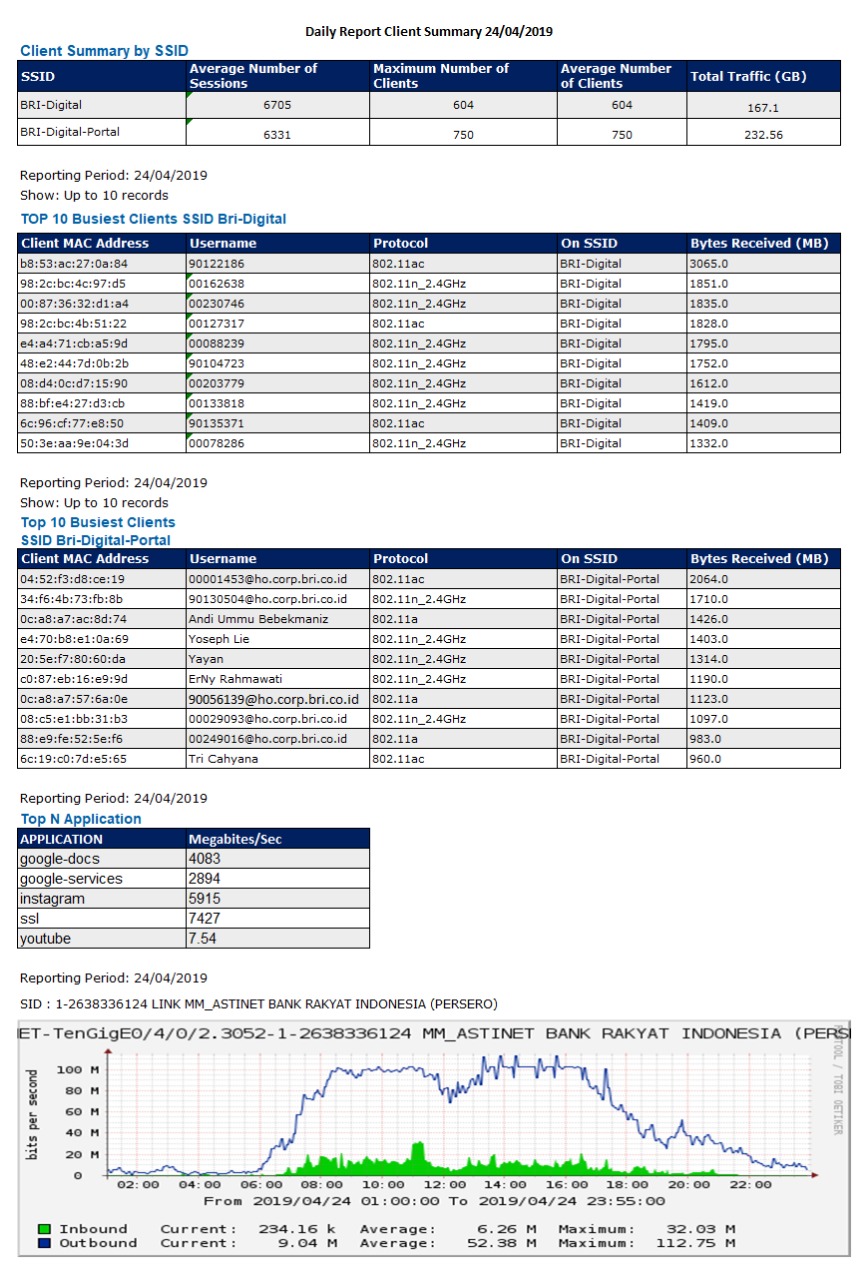 Daily Report Client Summary 24/04/2019
Client Summary by SSID
SSID Average Number of Sessions Maximum Number of Clients Average Number of Clients Total Traffic (GB)
BRI-Digital 6705 604 604 167.1
BRI-Digital-Portal 6331 750 750 232.56
Reporting Period: 24/04/2019
Show: Up to 10 records
TOP 10 Busiest Clients SSID Bri-Digital
Client MAC Address Username Protocol On SSID Bytes Received (MB)
b8:53:ac:27:0a:84 90122186 802.11ac BRI-Digital 3065.0
98:2c:bc:4c:97:d5 00162638 802.11n_2.4GHz BRI-Digital 1851.0
00:87:36:32:d1:a4 00230746 802.11n_2.4GHz BRI-Digital 1835.0
98:2c:bc:4b:51:22 00127317 802.11ac BRI-Digital 1828.0
e4:a4:71:cb:a5:9d 00088239 802.11n_2.4GHz BRI-Digital 1795.0
48:e2:44:7d:0b:2b 90104723 802.11n_2.4GHz BRI-Digital 1752.0
08:d4:0c:d7:15:90 00203779 802.11n_2.4GHz BRI-Digital 1612.0
88:bf:e4:27:d3:cb 00133818 802.11n_2.4GHz BRI-Digital 1419.0
6c:96:cf:77:e8:50 90135371 802.11ac BRI-Digital 1409.0
50:3e:aa:9e:04:3d 00078286 802.11n_2.4GHz BRI-Digital 1332.0
Reporting Period: 24/04/2019
Show: Up to 10 records
Top 10 Busiest Clients
SSID Bri-Digital-Portal
Client MAC Address Username Protocol On SSID Bytes Received (MB)
04:52:f3:d8:ce:19 00001453@ho.corp.bri.co.id 802.11ac BRI-Digital-Portal 2064.0
34:f6:4b:73:fb:8b 90130504@ho.corp.bri.co.id 802.11n_2.4GHz BRI-Digital-Portal 1710.0
0c:a8:a7:ac:8d:74 Andi Ummu Bebekmaniz 802.11a BRI-Digital-Portal 1426.0
e4:70:b8:e1:0a:69 Yoseph Lie 802.11n_2.4GHz BRI-Digital-Portal 1403.0
20:5e:f7:80:60:da Yayan 802.11n_2.4GHz BRI-Digital-Portal 1314.0
c0:87:eb:16:e9:9d ErNy Rahmawati 802.11n_2.4GHz BRI-Digital-Portal 1190.0
0c:a8:a7:57:6a:0e 90056139@ho.corp.bri.co.id 802.11a BRI-Digital-Portal 1123.0
08:c5:e1:bb:31:b3 00029093@ho.corp.bri.co.id 802.11n_2.4GHz BRI-Digital-Portal 1097.0
88:e9:fe:52:5e:f6 00249016@ho.corp.bri.co.id 802.11a BRI-Digital-Portal 983.0
6c:19:c0:7d:e5:65 Tri Cahyana 802.11ac BRI-Digital-Portal 960.0
Reporting Period: 24/04/2019
Top N Application
APPLICATION Megabites/Sec
google-docs 4083
google-services 2894
instagram 5915
ssl 7427
youtube 7.54
Reporting Period: 24/04/2019
SID : 1-2638336124 LINK MM_ASTINET BANK RAKYAT INDONESIA (PERSERO)
ET-TenGigE0/4/0/2.3052-1-2638336124 MM_ASTINET BANK RAKYAT INDONESIA (PERS
bits per second
100 M
80 M
60 M
40 M
20 M
0
02:00 04:00 06:00 08:00 10:00 12:00 14:00 16:00 18:00 20:00 22:00
From 2019/04/24 01:00:00 To 2019/04/24 23:55:00
Inbound Current: 234.16 k Average: 6.26 M Maximum: 32.03 M
Outbound Current: 9.04 M Average: 52.38 M Maximum: 112.75 M
/ TOBI OETIKER